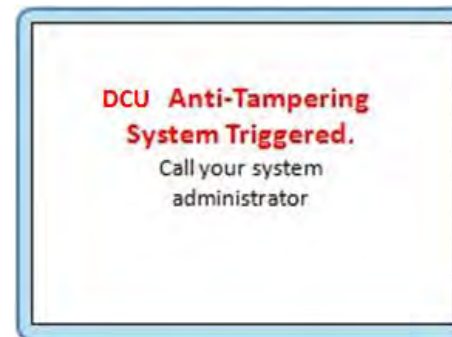 DCU Anti-Tampering
System Triggered.
Call your system
administrator